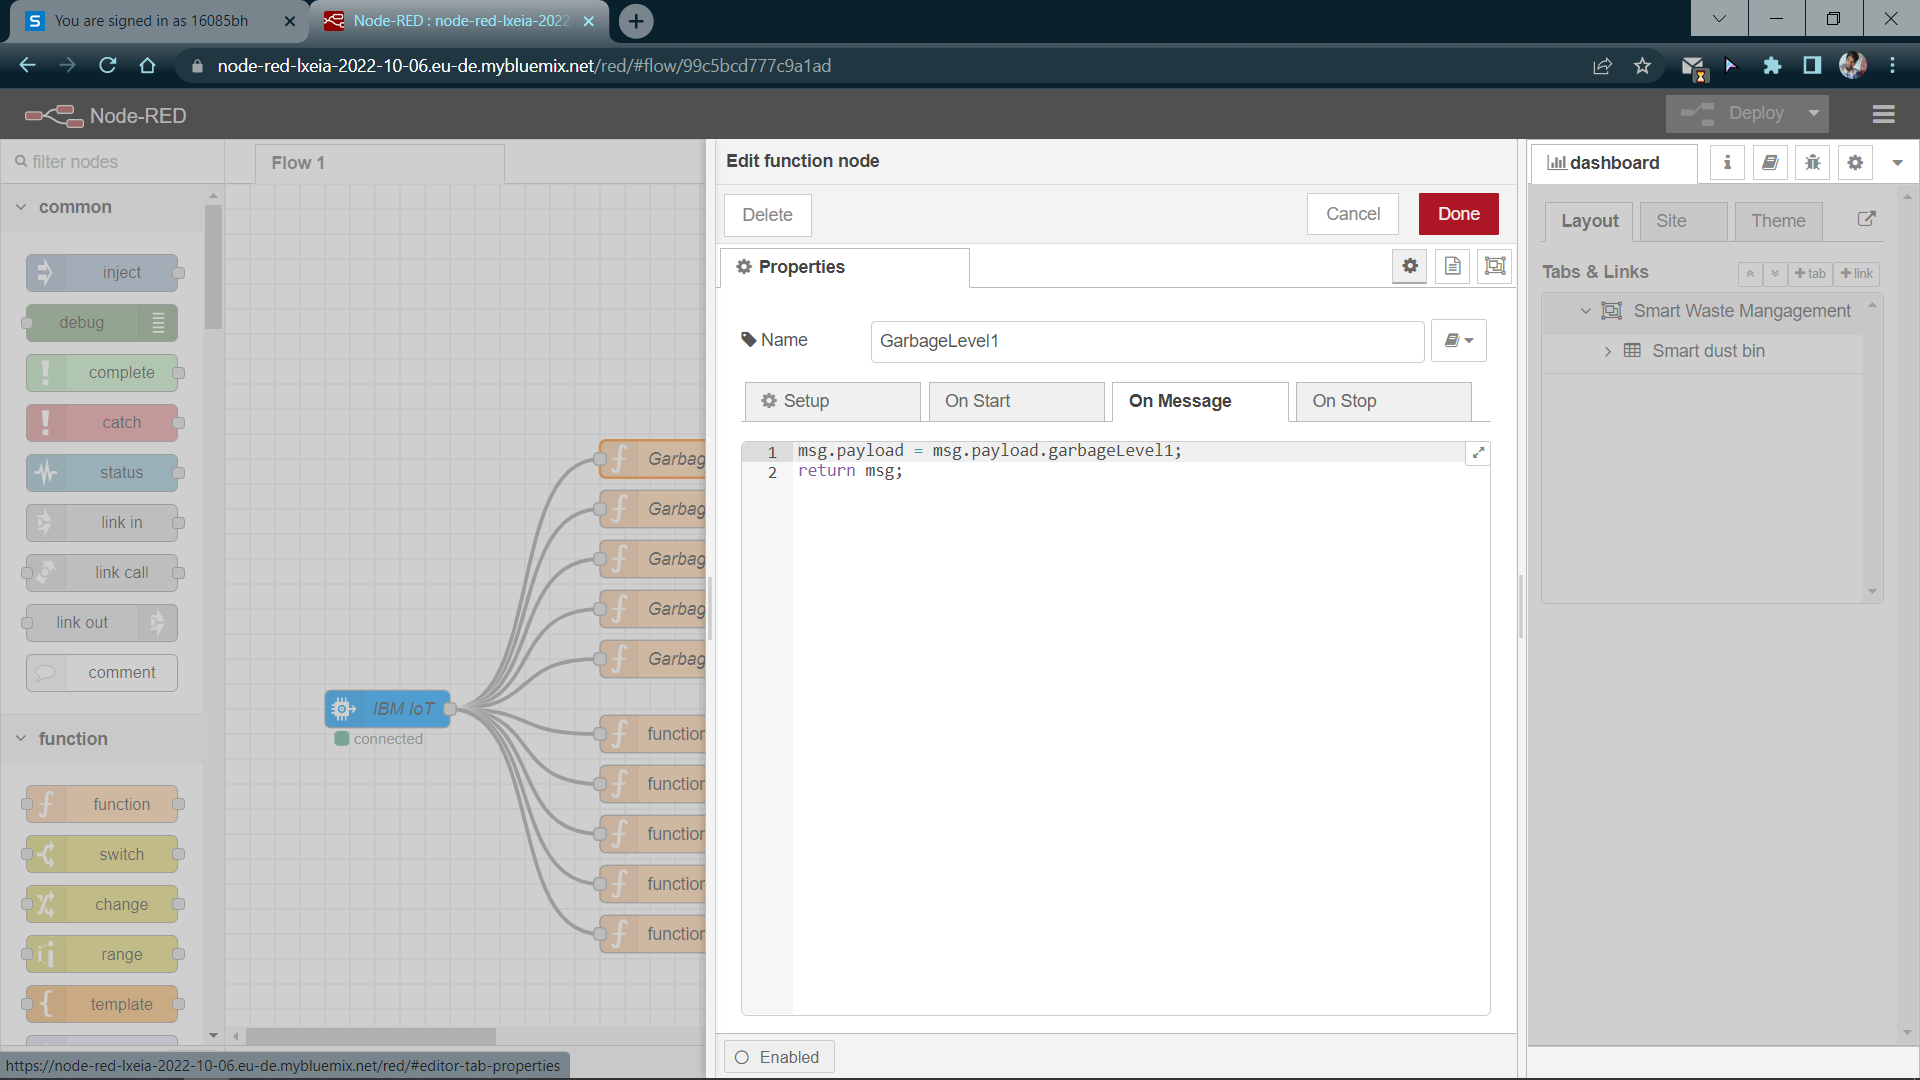 You are signed in as 16085bh
Node-RED : node-red-lxeia-2022
node-red-lxeia-2022-10-06.eu-de.mybluemix.net/red/#flow/99c5bcd777c9a1ad
Node-RED
Deploy
filter nodes
common
inject
debug
complete
catch
status
link in
link call
link out
comment
function
function
switch
change
range
template
Flow 1
IBM IoT
connected
Garbag
Garbag
Garbag
Garbag
Garbag
function
function
function
function
function
Edit function node
Delete
Cancel
Done
Properties
Name
GarbageLevel1
Setup
On Start
On Message
On Stop
1 msg.payload = msg.payload.garbageLevel1;
2 return msg;
Enabled
dashboard
Layout
Site
Theme
Tabs & Links
+ tab
+ link
Smart Waste Mangagement
Smart dust bin
https://node-red-lxeia-2022-10-06.eu-de.mybluemix.net/red/#editor-tab-properties